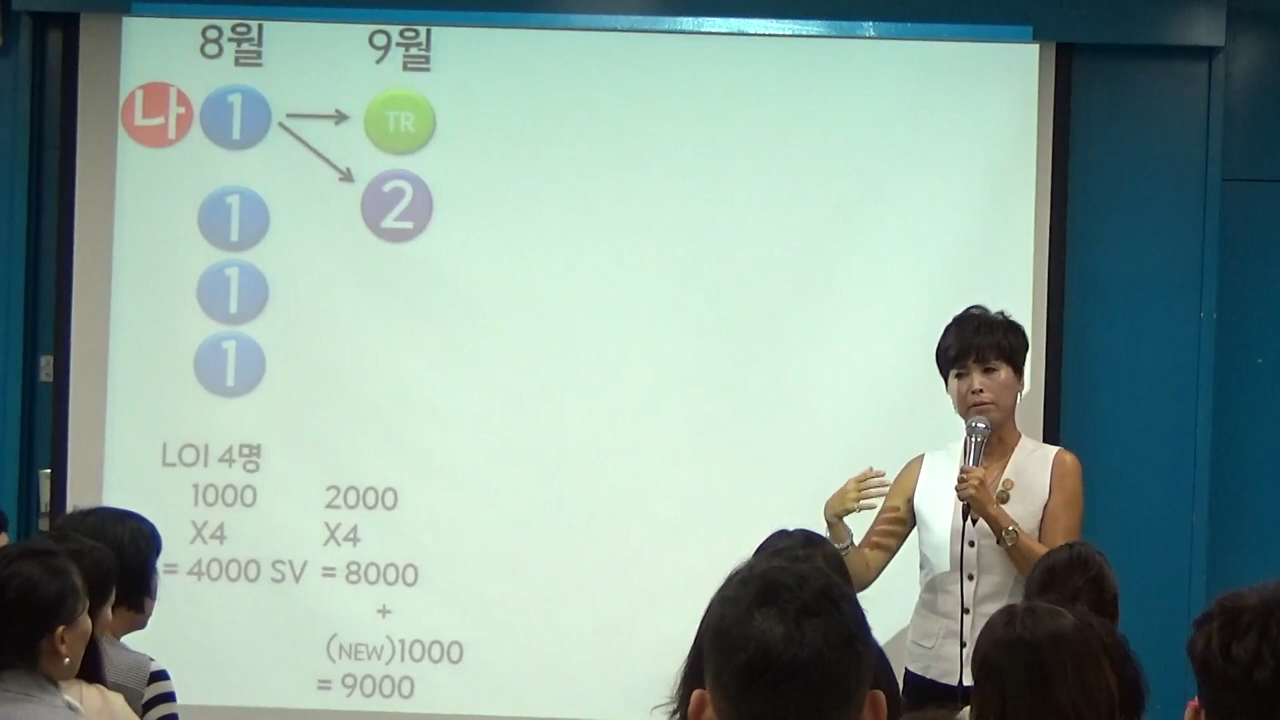 8월 9월
나 1 TR
2
1
1
1
LOI 4명
1000 2000
X4 X4
= 4000 SV = 8000
+
(NEW)1000
= 9000